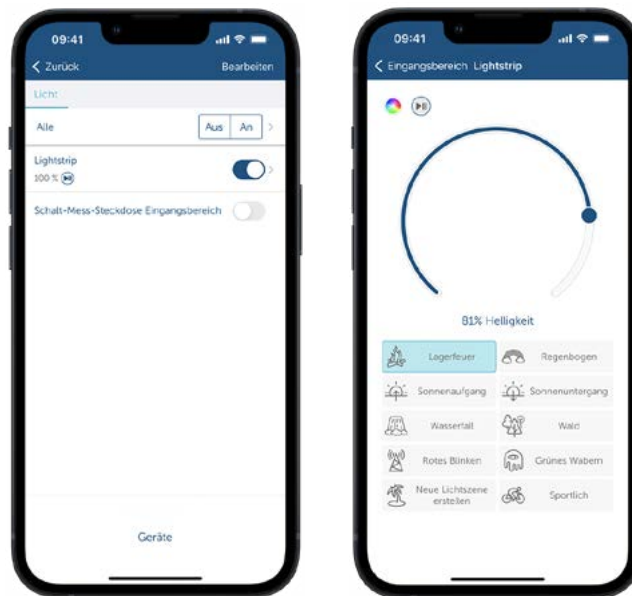 09:41
Zurück
Bearbeiten
Licht
Alle
Aus
An
Lightstrip
100 %
Schalt-Mess-Steckdose Eingangsbereich
Geräte
09:41
Eingangsbereich Lightstrip
81% Helligkeit
Lagerfeuer
Regenbogen
Sonnenaufgang
Sonnenuntergang
Wasserfall
Wald
Rotes Blinken
Grünes Wabern
Neue Lichtszene
erstellen
Sportlich